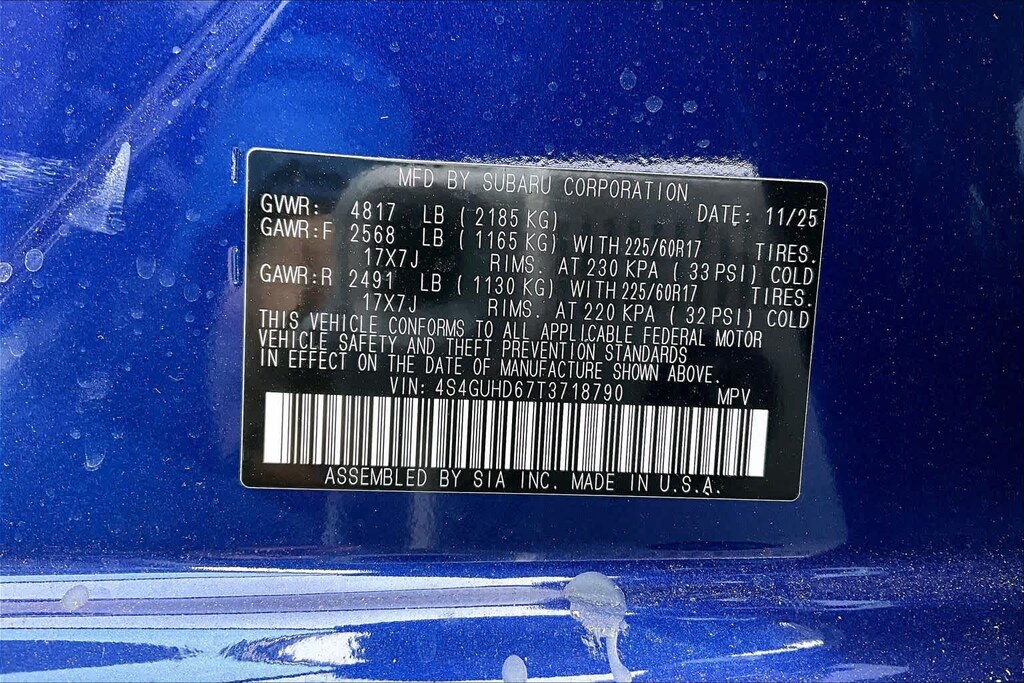 MFD BY SUBARU CORPORATION
GVWR: 4817 LB ( 2185 KG) DATE: 11/25
GAWR:F 2568 LB ( 1165 KG) WITH 225/60R17 TIRES.
17X7J RIMS. AT 230 KPA ( 33 PSI) COLD
GAWR:R 2491 LB ( 1130 KG) WITH 225/60R17 TIRES.
17X7J RIMS. AT 220 KPA ( 32 PSI) COLD
THIS VEHICLE CONFORMS TO ALL APPLICABLE FEDERAL MOTOR
VEHICLE SAFETY AND THEFT PREVENTION STANDARDS
IN EFFECT ON THE DATE OF MANUFACTURE SHOWN ABOVE.
VIN: 4S4GUHD67T3718790 MPV
ASSEMBLED BY SIA INC. MADE IN U.S.A.